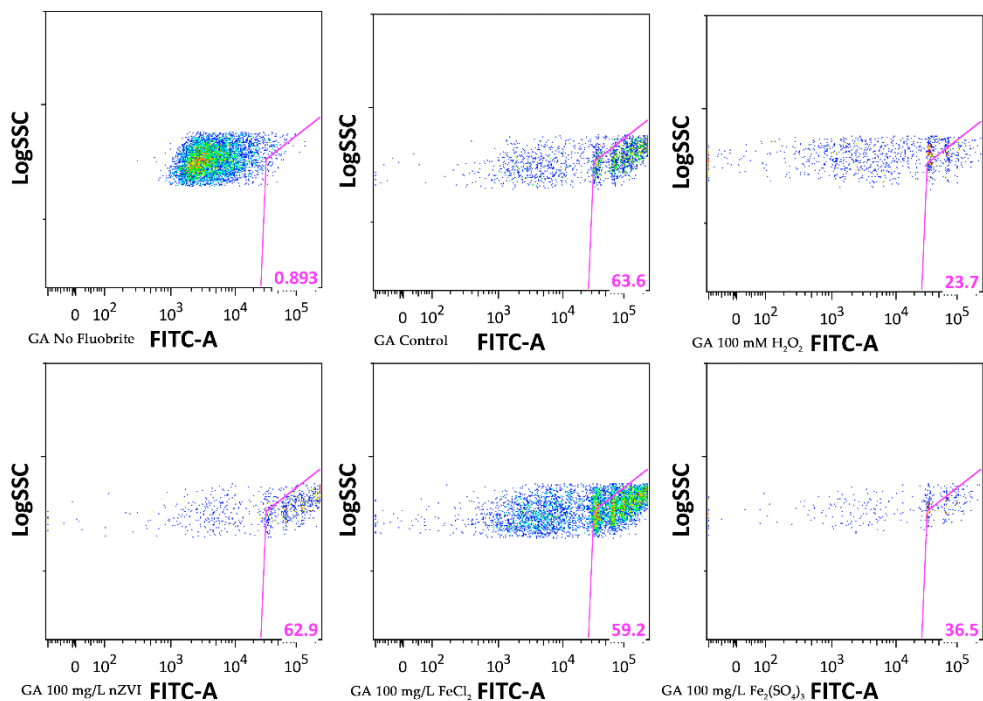 LogSSC
0.893
0 10² 10³ 10⁴ 10⁵
GA No Fluobrite FITC-A
LogSSC
63.6
0 10² 10³ 10⁴ 10⁵
GA Control FITC-A
LogSSC
23.7
0 10² 10³ 10⁴ 10⁵
GA 100 mM H₂O₂ FITC-A
LogSSC
62.9
0 10² 10³ 10⁴ 10⁵
GA 100 mg/L nZVI FITC-A
LogSSC
59.2
0 10² 10³ 10⁴ 10⁵
GA 100 mg/L FeCl₂ FITC-A
LogSSC
36.5
0 10² 10³ 10⁴ 10⁵
GA 100 mg/L Fe₂(SO₄)₃ FITC-A